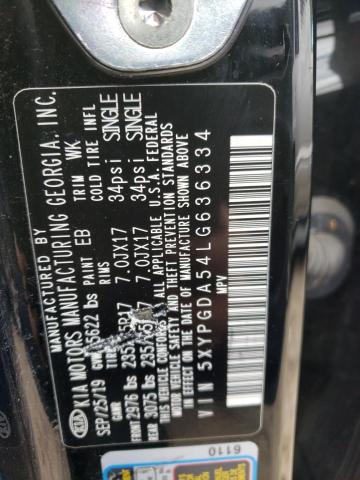 MANUFACTURED BY
KIA KIA MOTORS MANUFACTURING GEORGIA, INC.
SEP/25/19 PAINT EB TRIM WK
GVWR 5622 Lbs RIMS COLD TIRE INFL
GAWR
FRONT 2976 Lbs 7.0JX17 34psi SINGLE
REAR 3075 Lbs 7.0JX17 34psi SINGLE
THIS VEHICLE CONFORMS TO ALL APPLICABLE U.S.A. FEDERAL
MOTOR VEHICLE SAFETY AND THEFT PREVENTION
STANDARDS IN EFFECT ON THE DATE OF MANUFACTURE SHOWN ABOVE
VIN 5XYPGDA54LG636334
MPV
6110